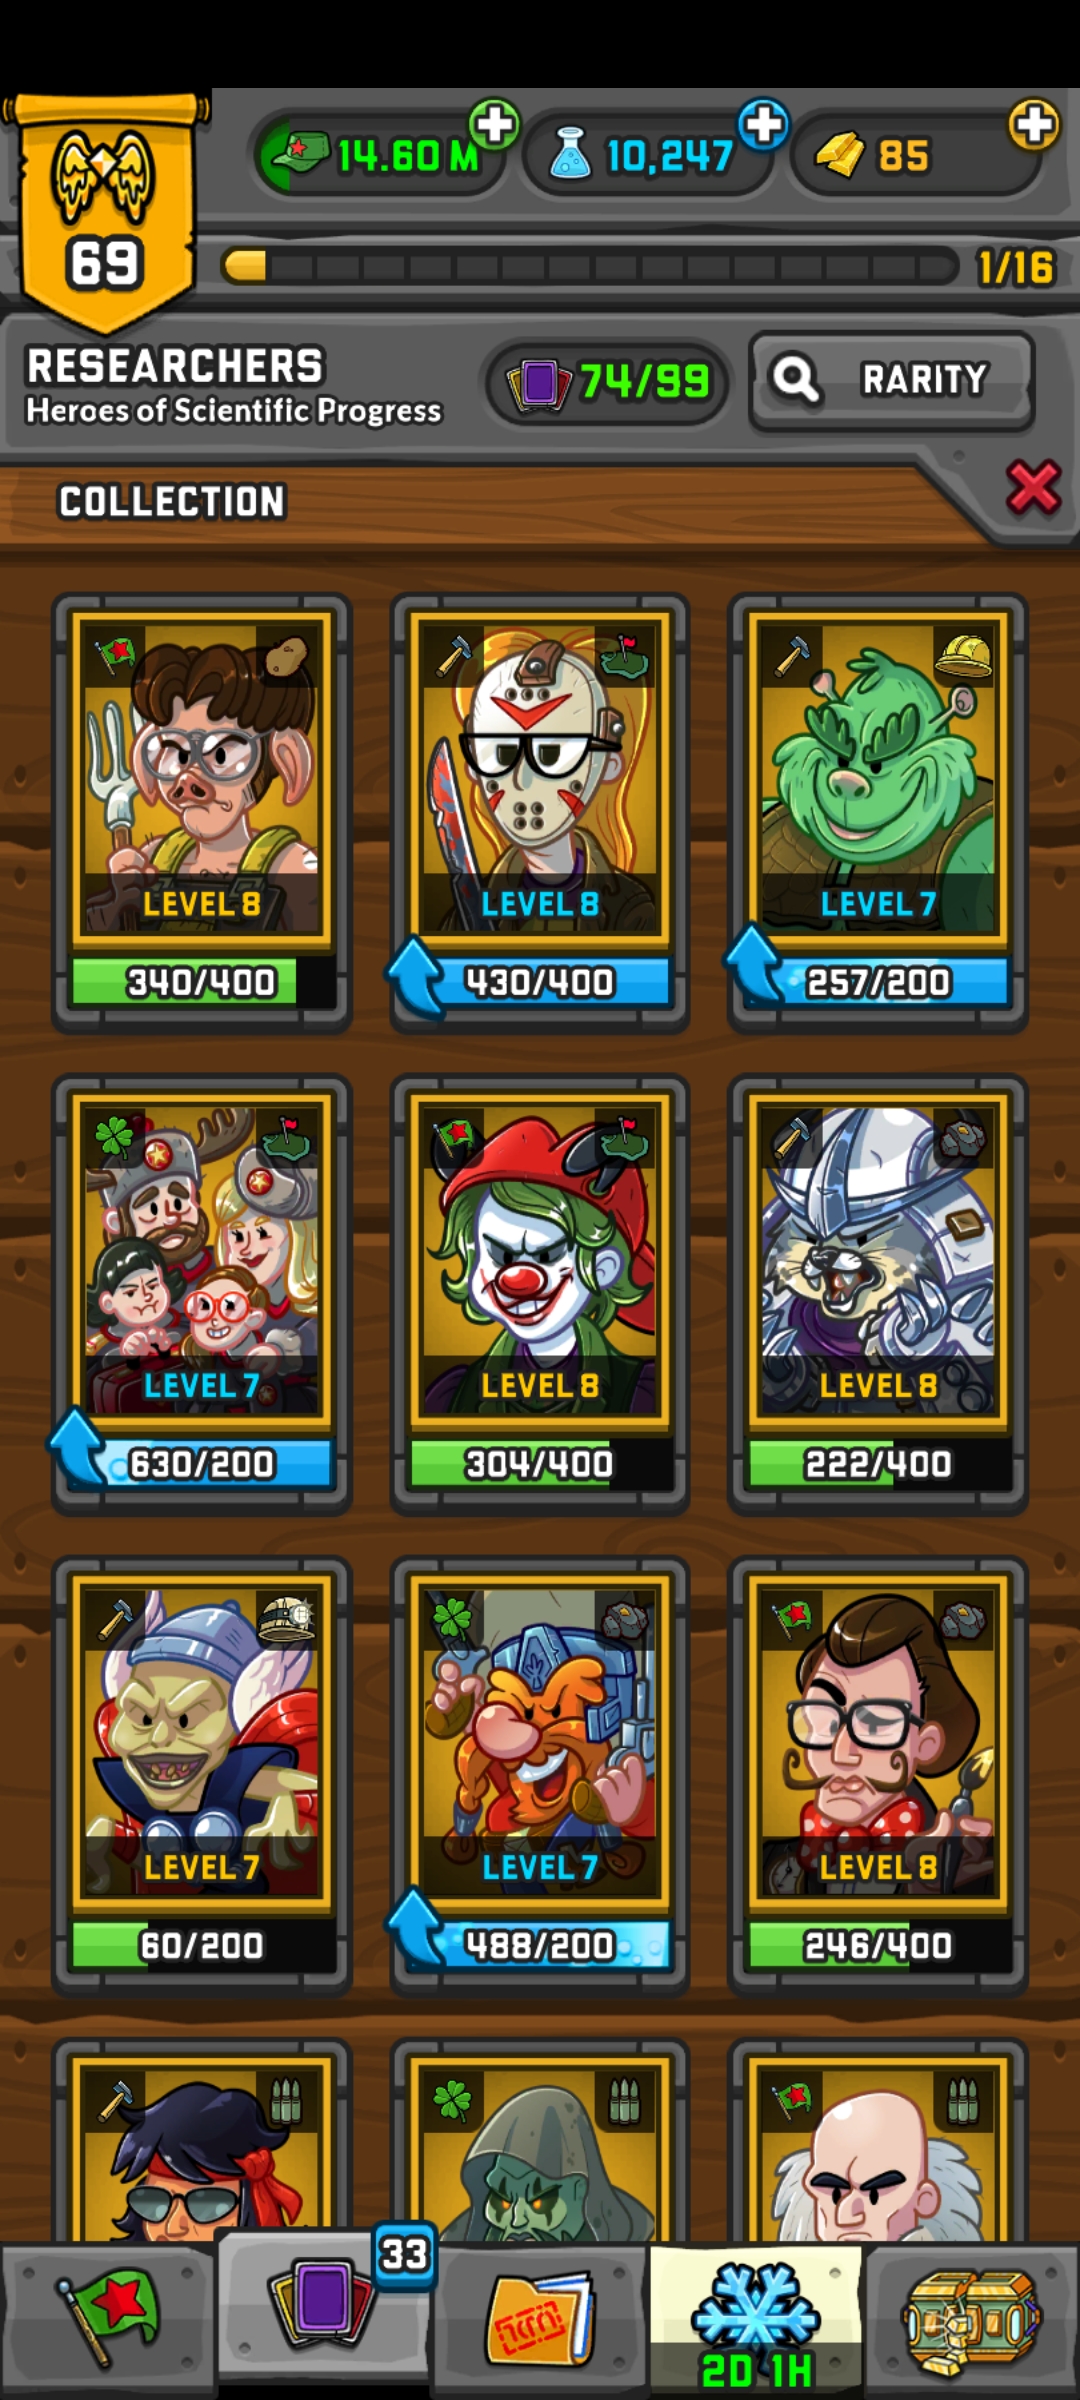 14.60 M
10,247
85
69
1/16
RESEARCHERS
Heroes of Scientific Progress
74/99
RARITY
COLLECTION
LEVEL 8
LEVEL 8
LEVEL 7
340/400
430/400
257/200
LEVEL 7
LEVEL 8
LEVEL 8
630/200
304/400
222/400
LEVEL 7
LEVEL 7
LEVEL 8
60/200
488/200
246/400
33
2D 1H